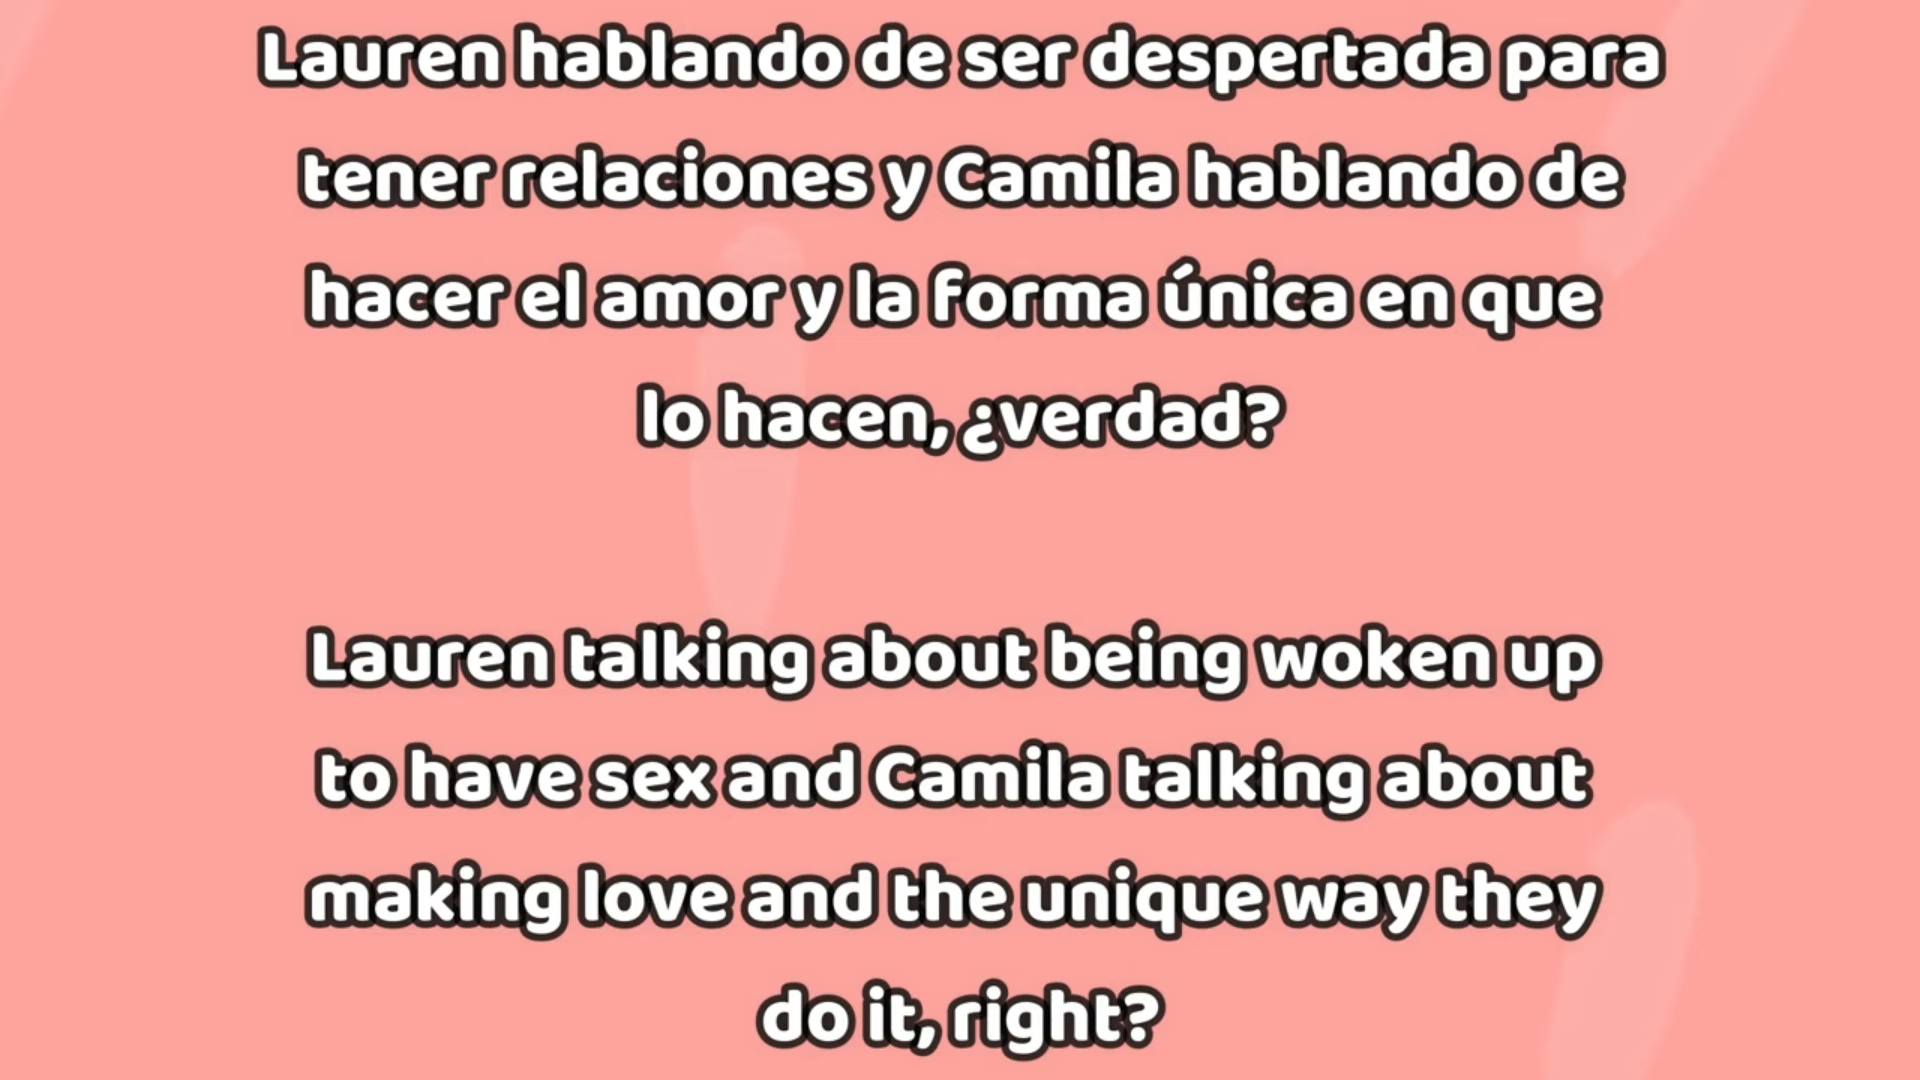 Lauren hablando de ser despertada para
tener relaciones y Camila hablando de
hacer el amor y la forma única en que
lo hacen, ¿verdad?
Lauren talking about being woken up
to have sex and Camila talking about
making love and the unique way they
do it, right?